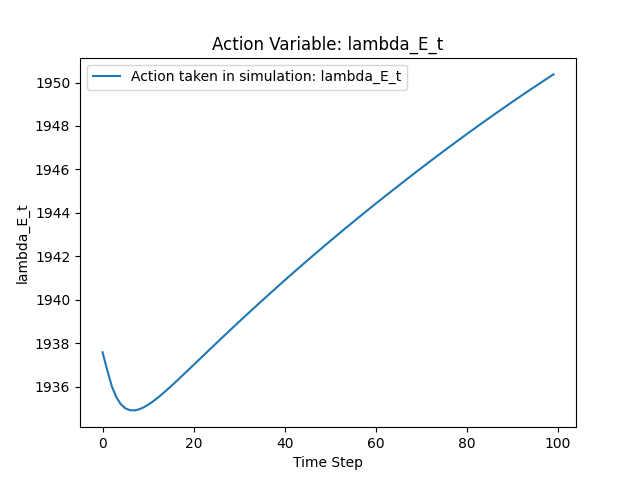 Action Variable: lambda_E_t
Action taken in simulation: lambda_E_t
lambda_E_t
1950
1948
1946
1944
1942
1940
1938
1936
0 20 40 60 80 100
Time Step